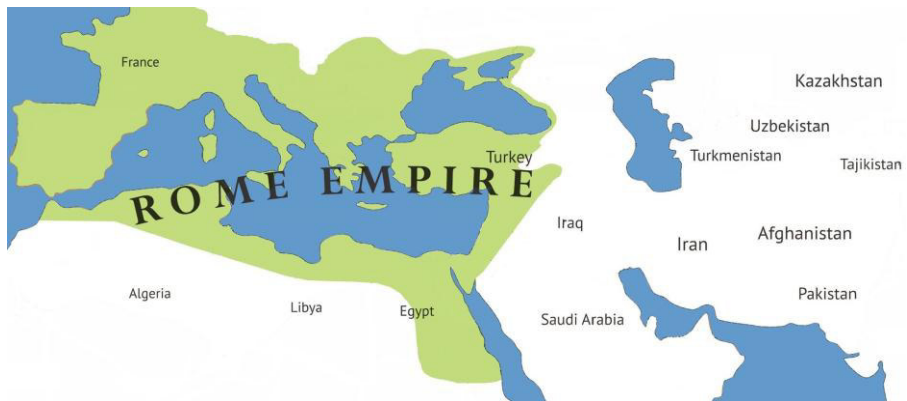 France
Kazakhstan
Uzbekistan
Turkmenistan
Turkey
Tajikistan
ROME EMPIRE
Iraq
Afghanistan
Iran
Algeria
Pakistan
Libya
Egypt
Saudi Arabia